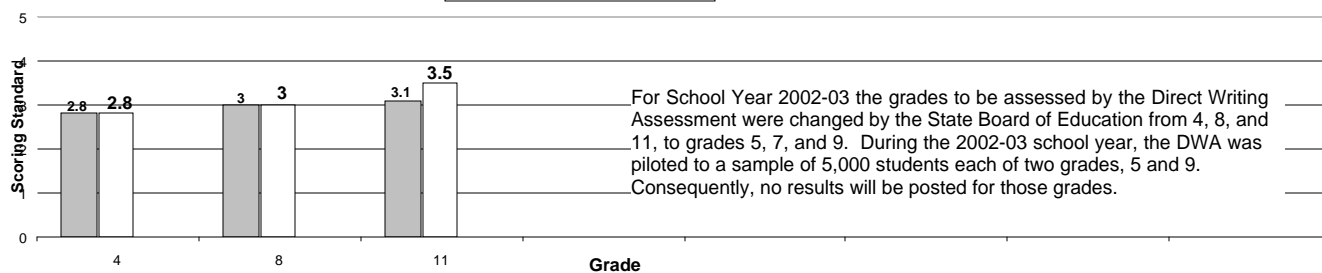 5
4
3
2
1
0
Scoring Standard
2.8 2.8
3 3
3.1 3.5
For School Year 2002-03 the grades to be assessed by the Direct Writing
Assessment were changed by the State Board of Education from 4, 8, and
11, to grades 5, 7, and 9. During the 2002-03 school year, the DWA was
piloted to a sample of 5,000 students each of two grades, 5 and 9.
Consequently, no results will be posted for those grades.
4 8 11
Grade